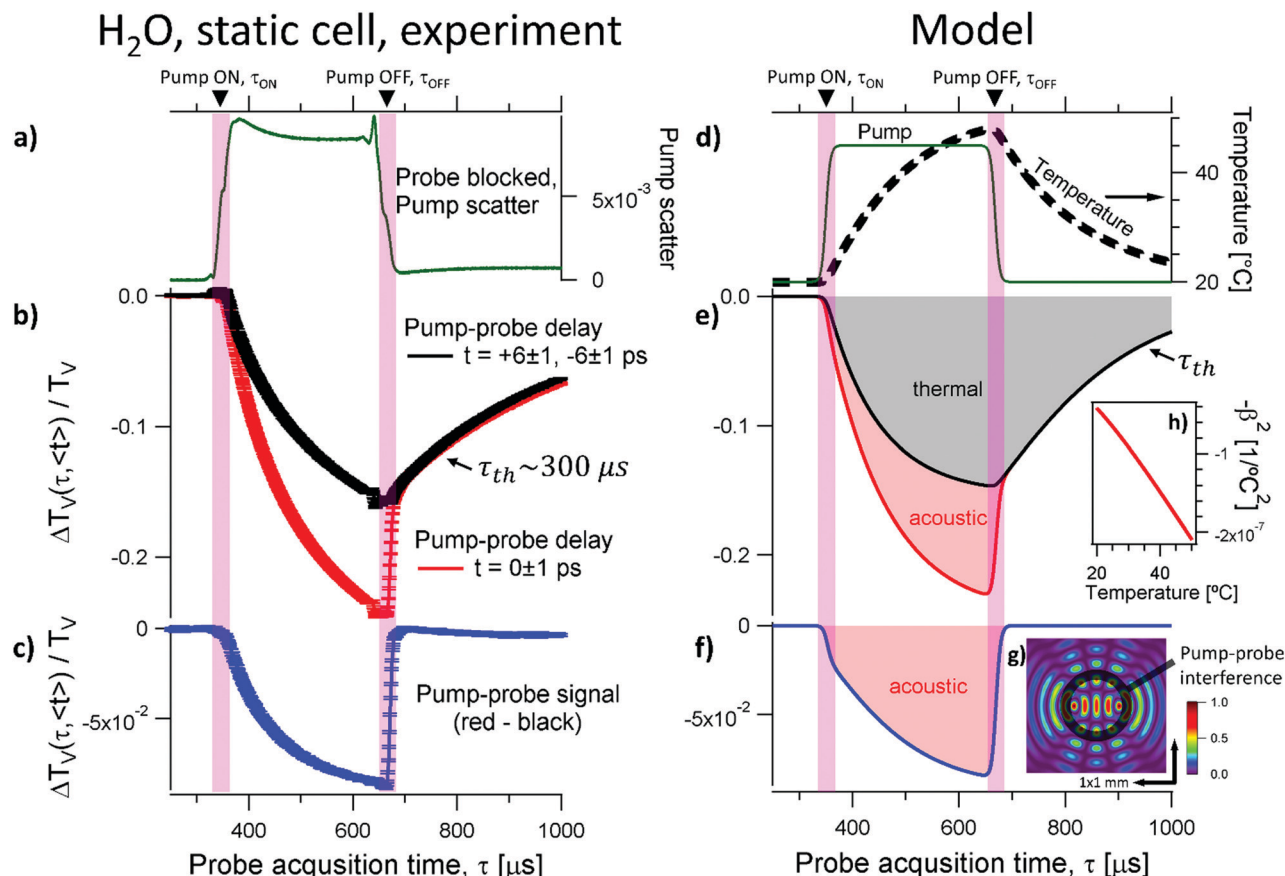 H₂O, static cell, experiment
Model
Pump ON, τON
Pump OFF, τOFF
Pump ON, τON
Pump OFF, τOFF
a)
Probe blocked,
Pump scatter
5x10⁻³
0
Pump scatter
d)
Pump
Temperature
40
20
Temperature
[°C]
b)
0.0
-0.1
-0.2
ΔTV(τ, <t>) / TV
Pump-probe delay
t = +6±1, -6±1 ps
τth~300 μs
Pump-probe delay
t = 0±1 ps
e)
0.0
-0.1
-0.2
thermal
acoustic
τth
h)
-β² [1/°C²]
-1
-2x10⁻⁷
20
40
Temperature [ºC]
c)
0
-5x10⁻²
ΔTV(τ, <t>) / TV
Pump-probe signal
(red - black)
f)
0
-5x10⁻²
acoustic
g)
Pump-probe
interference
1.0
0.5
0.0
1x1 mm
400
600
800
1000
Probe acqusition time, τ [μs]
400
600
800
1000
Probe acqusition time, τ [μs]